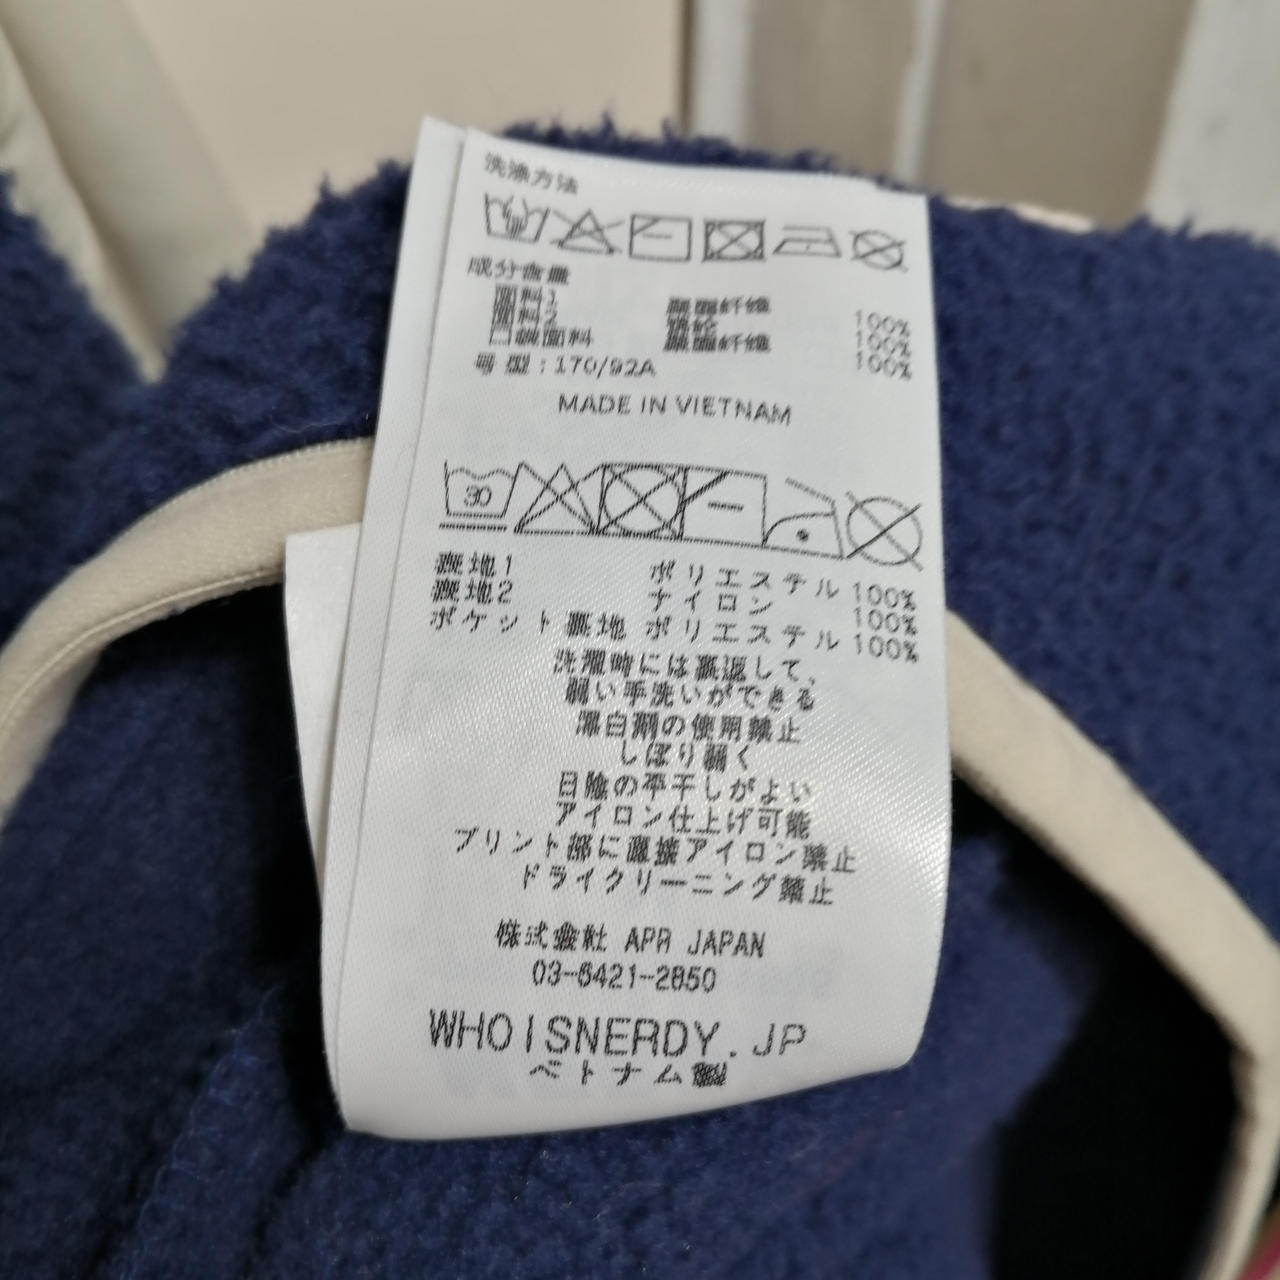 洗涤方法
成分含量
面料1 聚酯纤维 100%
面料2 锦纶 100%
口袋面料 聚酯纤维 100%
号型:170/92A
MADE IN VIETNAM
30
表地1 ポリエステル 100%
表地2 ナイロン 100%
ポケット裏地 ポリエステル 100%
洗濯時には裏返して、
弱い手洗いができる
漂白剤の使用禁止
しぼり弱く
日陰の平干しがよい
アイロン仕上げ可能
プリント部に直接アイロン禁止
ドライクリーニング禁止
株式会社 APR JAPAN
03-6421-2850
WHOISNERDY.JP
ベトナム製